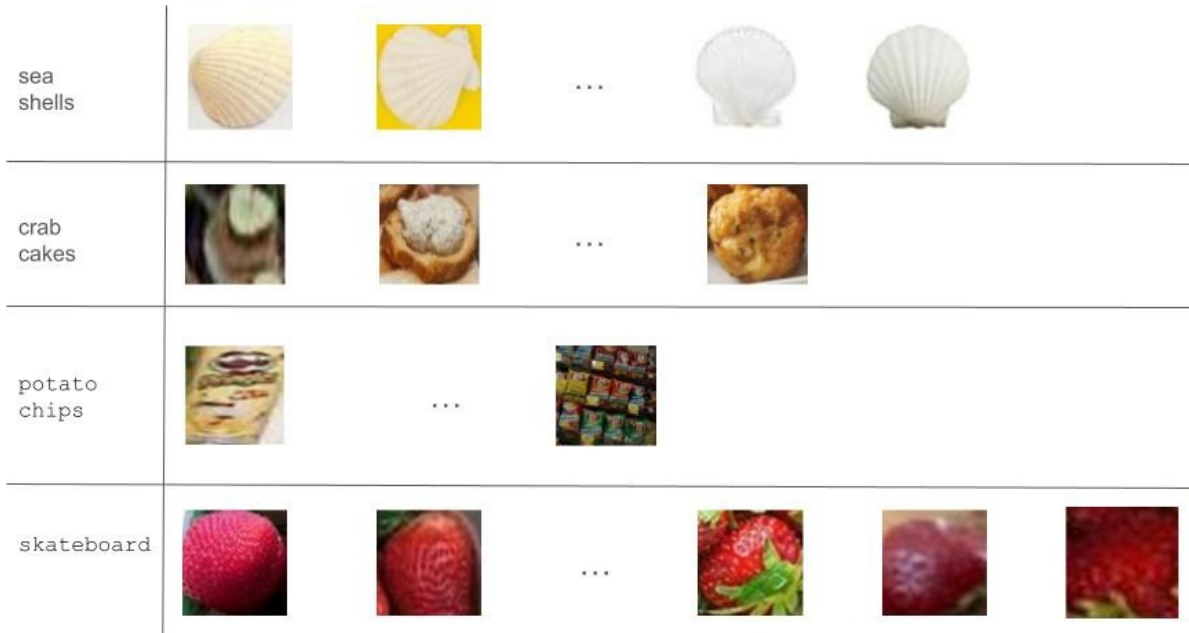 sea
shells
...
crab
cakes
...
potato
chips
...
skateboard
...